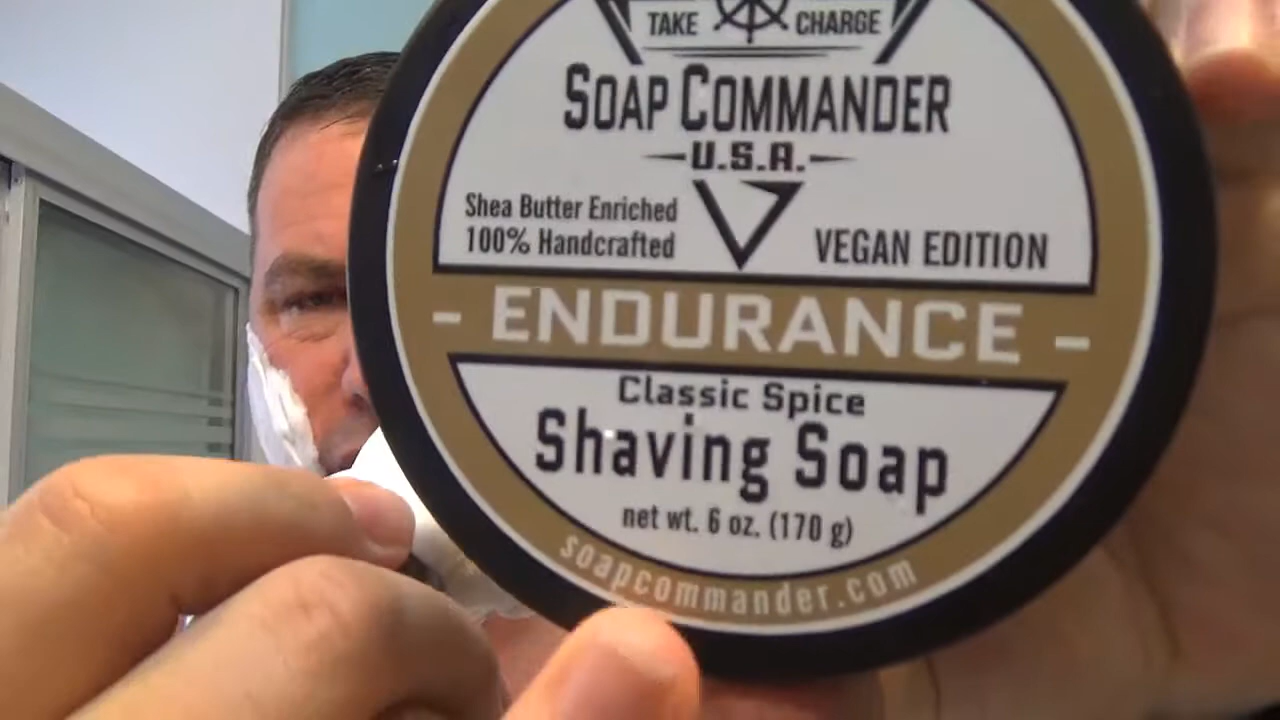 TAKE CHARGE
SOAP COMMANDER
U.S.A.
Shea Butter Enriched
100% Handcrafted
VEGAN EDITION
- ENDURANCE -
Classic Spice
Shaving Soap
net wt. 6 oz. (170 g)
soapcommander.com